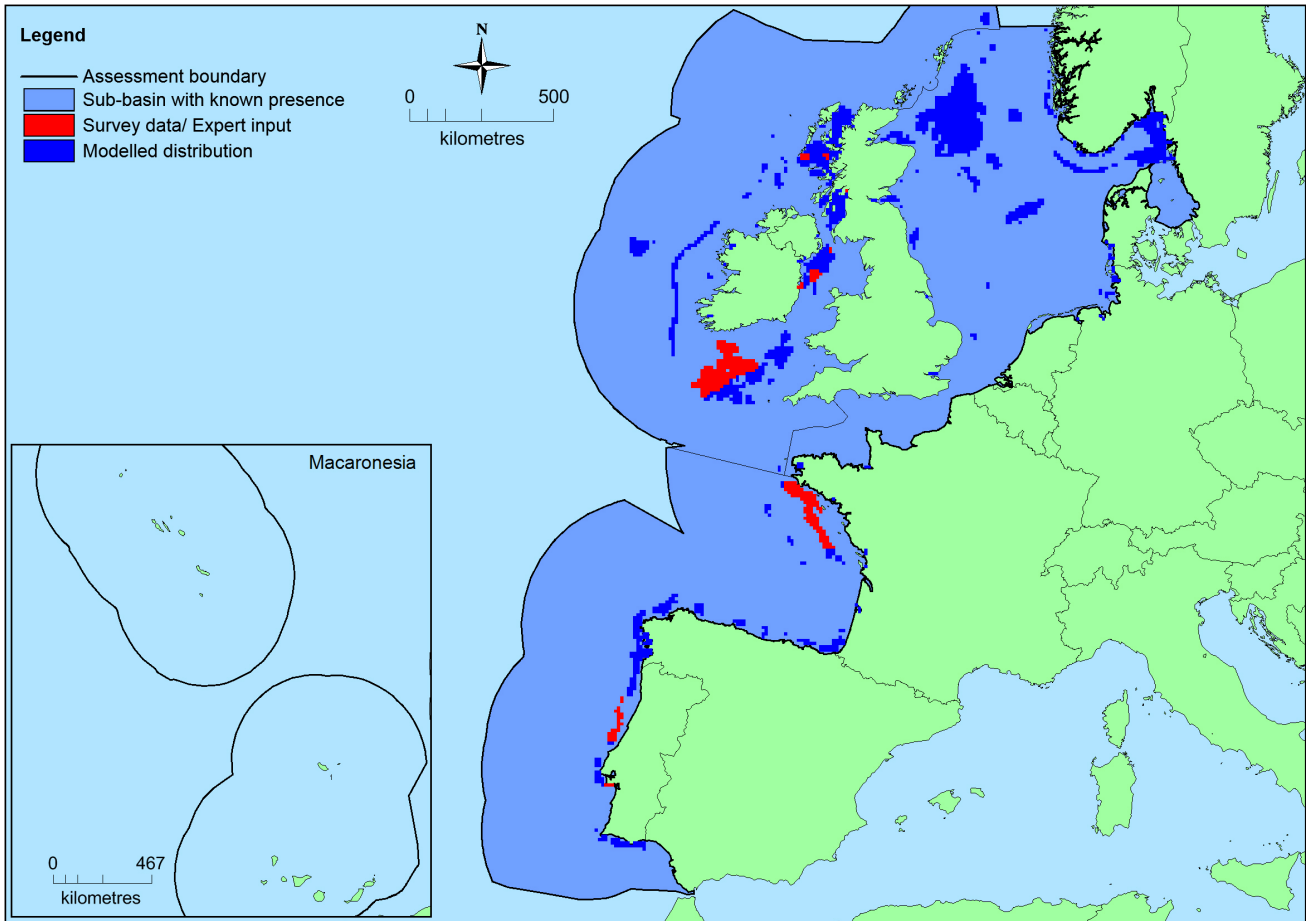 Legend
Assessment boundary
Sub-basin with known presence
Survey data/ Expert input
Modelled distribution
N
0 500
kilometres
Macaronesia
0 467
kilometres